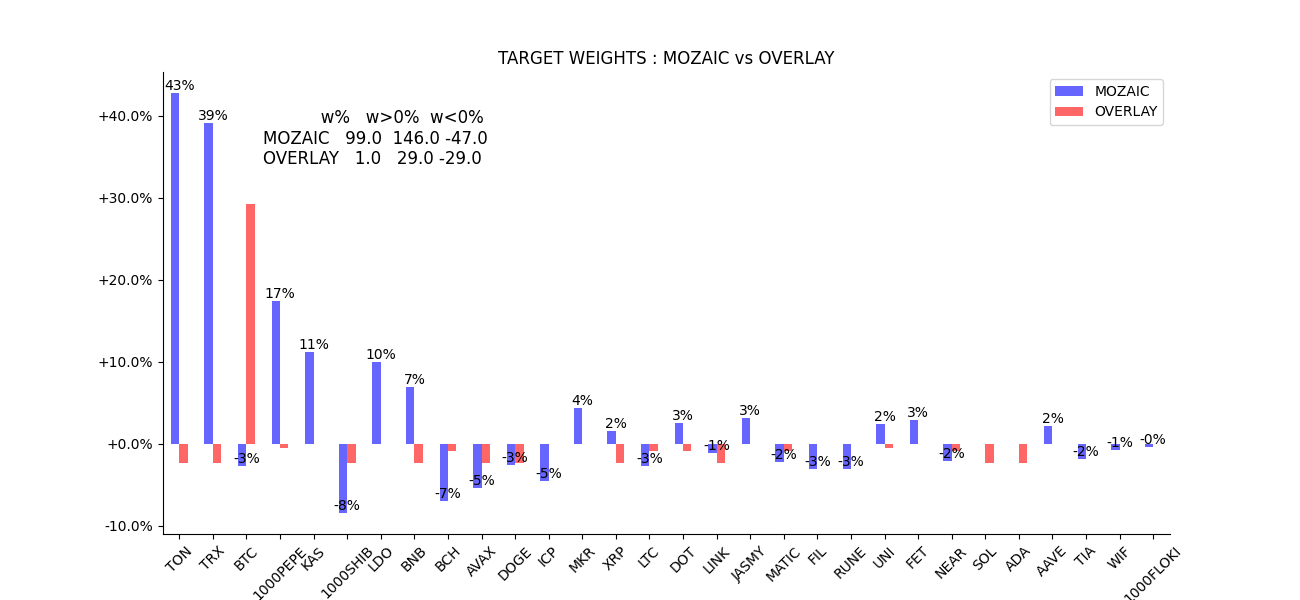 TARGET WEIGHTS : MOZAIC vs OVERLAY
MOZAIC
OVERLAY
w% w>0% w<0%
MOZAIC 99.0 146.0 -47.0
OVERLAY 1.0 29.0 -29.0
+40.0%
+30.0%
+20.0%
+10.0%
+0.0%
-10.0%
43%
39%
-3%
17%
11%
-8%
10%
7%
-7%
-5%
-3%
-5%
4%
2%
-3%
3%
-1%
3%
-2%
-3%
-3%
2%
3%
-2%
2%
-2%
-1%
-0%
TON
TRX
BTC
1000PEPE
KAS
1000SHIB
LDO
BNB
BCH
AVAX
DOGE
ICP
MKR
XRP
LTC
DOT
LINK
JASMY
MATIC
FIL
RUNE
UNI
FET
NEAR
SOL
ADA
AAVE
TIA
WIF
1000FLOKI